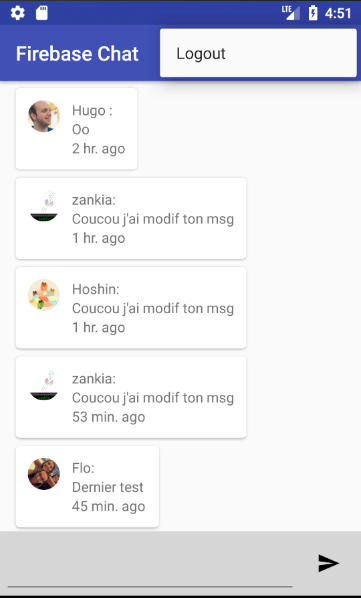 LTE 4:51
Firebase Chat
Logout
Hugo :
Oo
2 hr. ago
zankia:
Coucou j'ai modif ton msg
1 hr. ago
Hoshin:
Coucou j'ai modif ton msg
1 hr. ago
zankia:
Coucou j'ai modif ton msg
53 min. ago
Flo:
Dernier test
45 min. ago